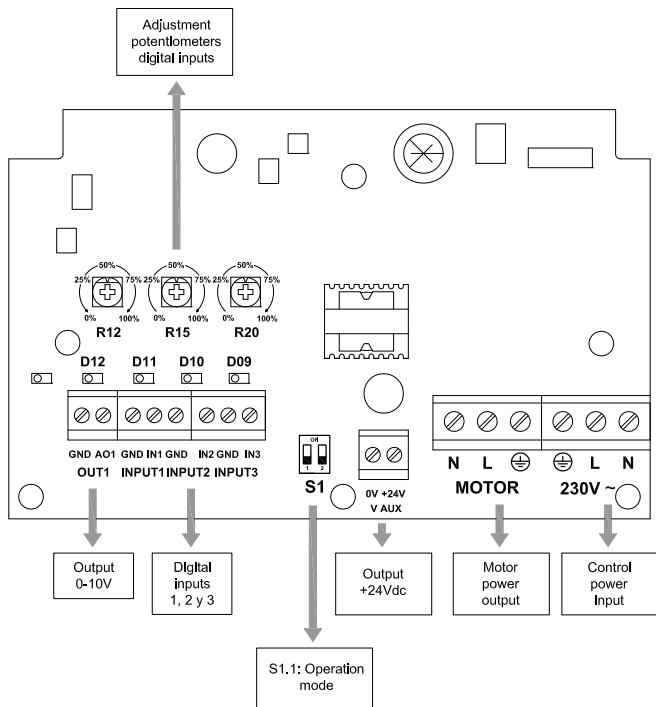 Adjustment
potentlometers
digital inputs
50% 50% 50%
25% 75% 25% 75% 25% 75%
0% 100% 0% 100% 0% 100%
R12 R15 R20
D12 D11 D10 D09
ON
1 2
GND AO1 GND IN1 GND IN2 GND IN3
OUT1 INPUT1 INPUT2 INPUT3
S1
0V +24V
V AUX
N L L N
MOTOR 230V ~
Output
0-10V
DIgital
inputs
1, 2 y 3
Output
+24Vdc
Motor
power
output
Control
power
Input
S1.1: Operation
mode